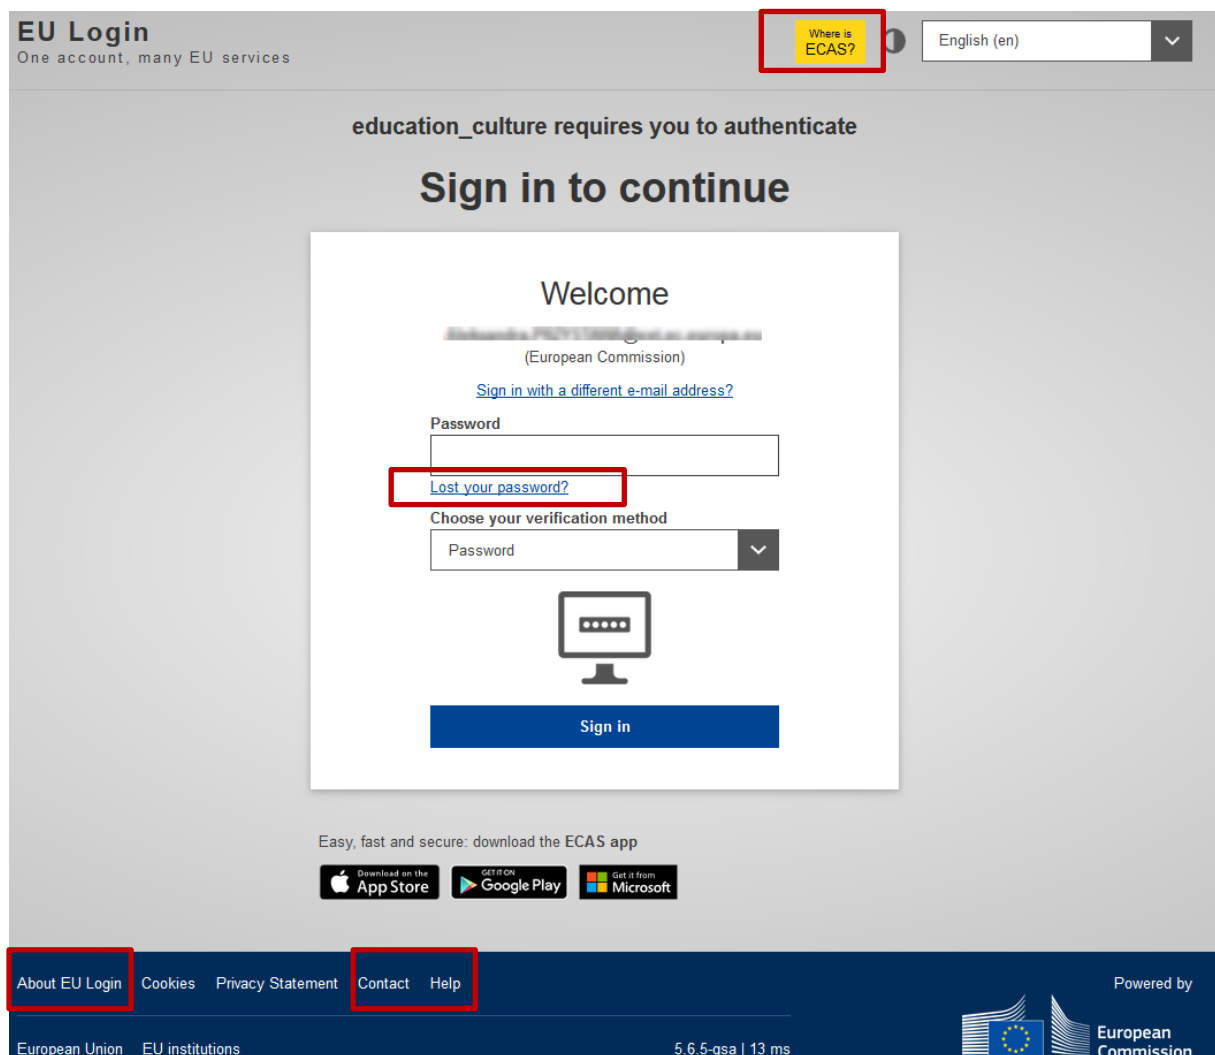 EU Login
One account, many EU services
Where is
ECAS?
English (en)
education_culture requires you to authenticate
Sign in to continue
Welcome
(European Commission)
Sign in with a different e-mail address?
Password
Lost your password?
Choose your verification method
Password
Sign in
Easy, fast and secure: download the ECAS app
Download on the
App Store
GET IT ON
Google Play
Get it from
Microsoft
About EU Login Cookies Privacy Statement Contact Help
Powered by
European Union EU institutions
5.6.5-gsa | 13 ms
European
Commission